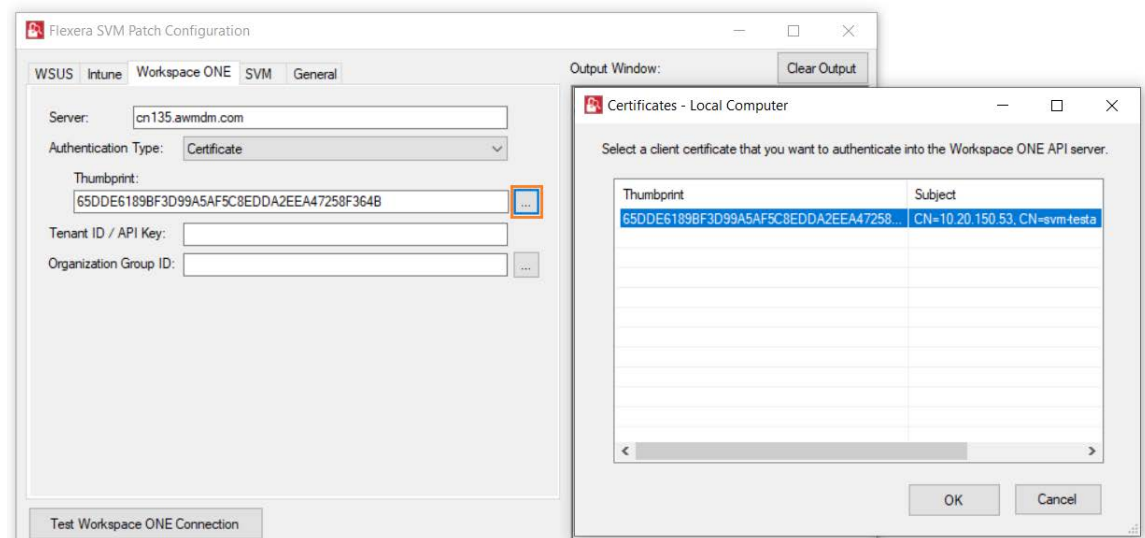 Flexera SVM Patch Configuration
WSUS Intune Workspace ONE SVM General
Output Window: Clear Output
Server: cn135.awmdm.com
Authentication Type: Certificate
Thumbprint:
65DDE6189BF3D99A5AF5C8EDDA2EEA47258F364B ...
Tenant ID / API Key:
Organization Group ID: ...
Test Workspace ONE Connection
Certificates - Local Computer
Select a client certificate that you want to authenticate into the Workspace ONE API server.
Thumbprint Subject
65DDE6189BF3D99A5AF5C8EDDA2EEA47258... CN=10.20.150.53, CN=svm-testa
OK Cancel